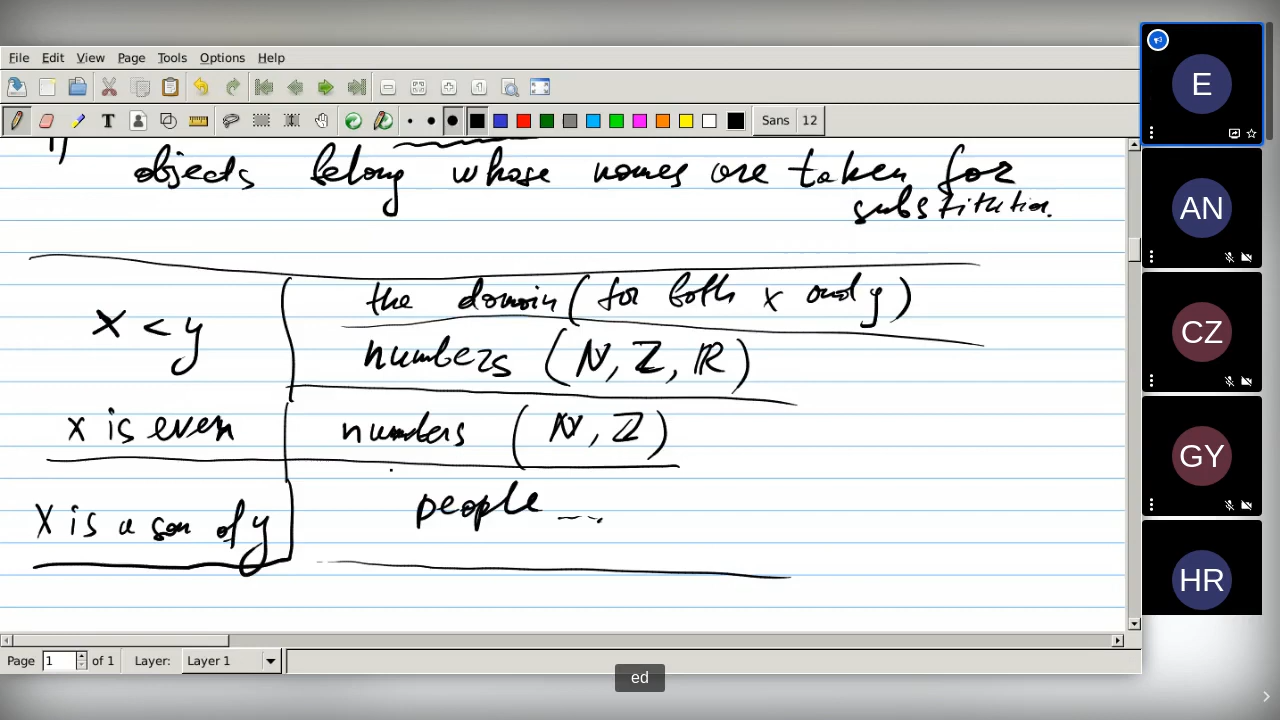 File Edit View Page Tools Options Help
Sans 12
objects belong whose names are taken for
substitution.
the domain (for both x and y)
x < y
numbers (ℕ, ℤ, ℝ)
x is even numbers (ℕ, ℤ)
people ....
X is a son of y
Page 1 of 1 Layer: Layer 1
ed
E
AN
CZ
GY
HR